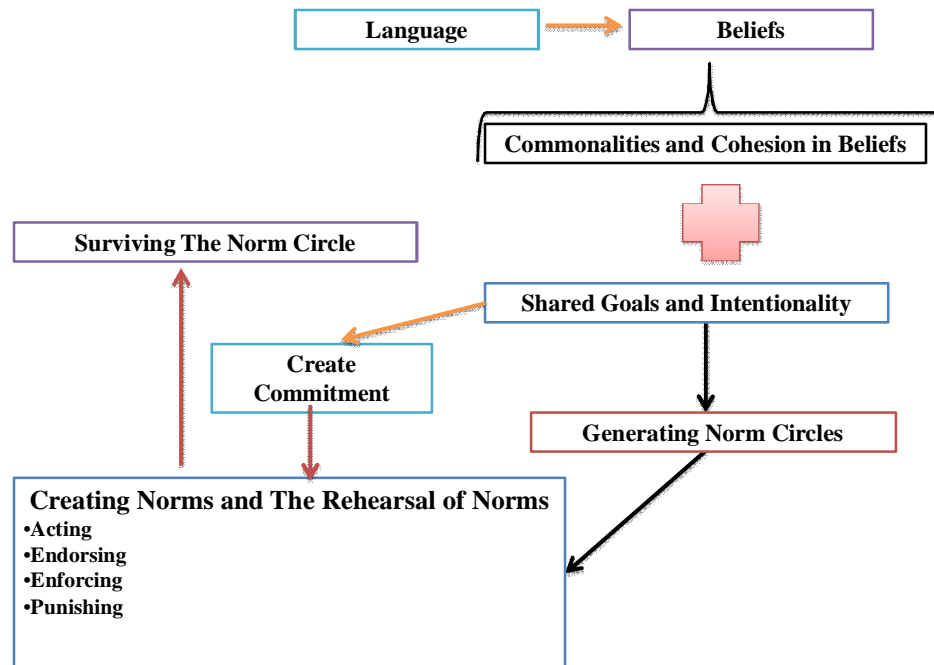 Language
Beliefs
Commonalities and Cohesion in Beliefs
Surviving The Norm Circle
Shared Goals and Intentionality
Create
Commitment
Generating Norm Circles
Creating Norms and The Rehearsal of Norms
•Acting
•Endorsing
•Enforcing
•Punishing